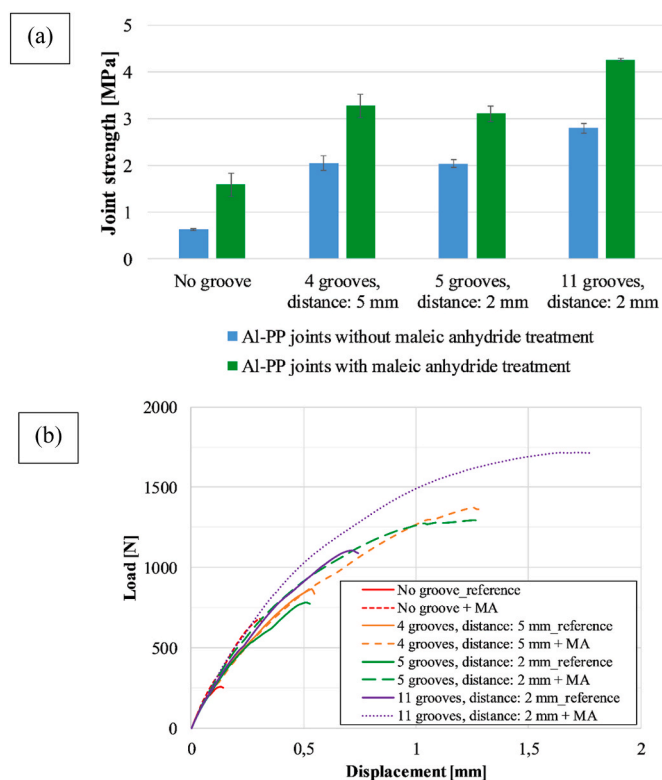 (a)
Joint strength [MPa]
5
4
3
2
1
0
No groove
4 grooves,
distance: 5 mm
5 grooves,
distance: 2 mm
11 grooves,
distance: 2 mm
Al-PP joints without maleic anhydride treatment
Al-PP joints with maleic anhydride treatment
(b)
Load [N]
2000
1500
1000
500
0
No groove_reference
No groove + MA
4 grooves, distance: 5 mm_reference
4 grooves, distance: 5 mm + MA
5 grooves, distance: 2 mm_reference
5 grooves, distance: 2 mm + MA
11 grooves, distance: 2 mm_reference
11 grooves, distance: 2 mm + MA
0 0,5 1 1,5 2
Displacement [mm]